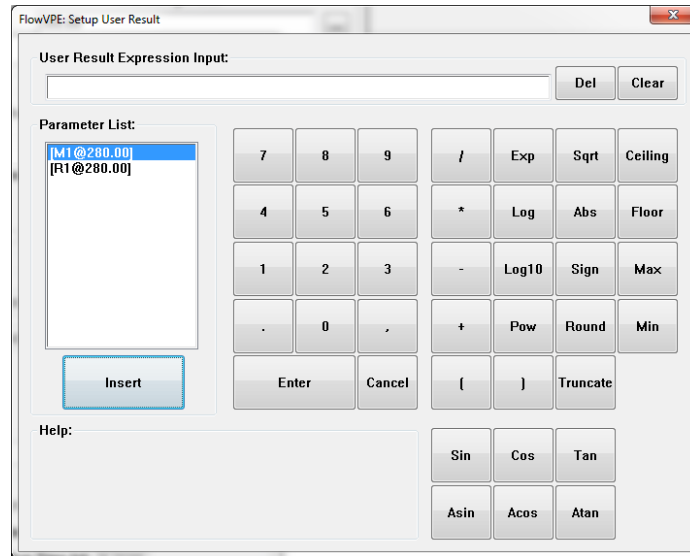 FlowVPE: Setup User Result
User Result Expression Input:
Del
Clear
Parameter List:
[M1@280.00]
[R1@280.00]
7 8 9 / Exp Sqrt Ceiling
4 5 6 * Log Abs Floor
1 2 3 - Log10 Sign Max
. 0 , + Pow Round Min
Insert
Enter Cancel ( ) Truncate
Help:
Sin Cos Tan
Asin Acos Atan